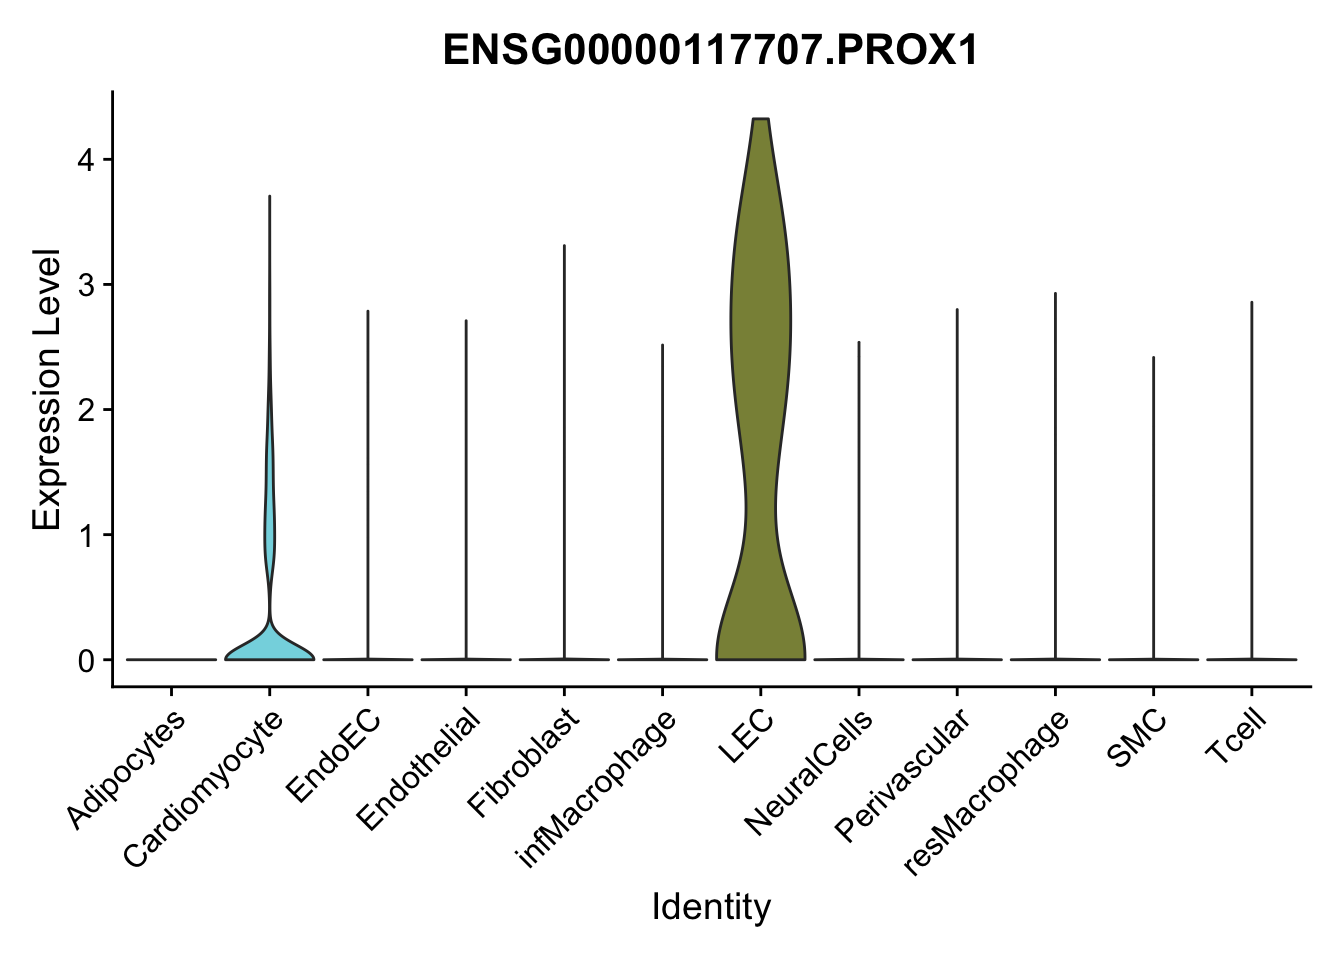 ENSG00000117707.PROX1
Expression Level
4
3
2
1
0
Adipocytes
Cardiomyocyte
EndoEC
Endothelial
Fibroblast
infMacrophage
LEC
NeuralCells
Perivascular
resMacrophage
SMC
Tcell
Identity